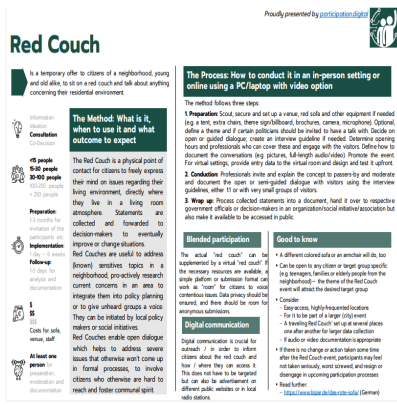 Proudly presented by participation.digital
Red Couch
Is a temporary offer to citizens of a neighborhood, young
and old alike, to sit on a red couch and talk about anything
concerning their residential environment.
Information
Ideation
Consultation
Co-Decision
<15 people
15-30 people
30-100 people
100-250 people
> 250 people
Preparation:
1-3 months for
invitation of the
participants etc.
Implementation:
1 day – 6 weeks
Follow-up:
15 days for
analysis and
documentation
$
$$
$$$
Costs for sofa,
venue, staff
At least one
person for
preparation,
moderation and
documentation
The Method: What is it,
when to use it and what
outcome to expect
The Red Couch is a physical point of
contact for citizens to freely express
their mind on issues regarding their
living environment, directly where
they live in a living room
atmosphere. Statements are
collected and forwarded to
decision-makers to eventually
improve or change situations.
Red Couches are useful to address
(known) sensitive topics in a
neighborhood, pro-actively research
current concerns in an area to
integrate them into policy planning
or to give unheard groups a voice.
They can be initiated by local policy
makers or social initiatives.
Red Couches enable open dialogue
which helps to address severe
issues that otherwise won't come up
in formal processes, to involve
citizens who otherwise are hard to
reach and foster communal spirit.
The Process: How to conduct it in an in-person setting or
online using a PC/laptop with video option
The method follows three steps:
1. Preparation: Scout, secure and set up a venue, red sofa and other equipment if needed
(e.g. a tent, extra chairs, theme sign/billboard, brochures, camera, microphone). Optional,
define a theme and if certain politicians should be invited to have a talk with. Decide on
open or guided dialogue; create an interview guideline if needed. Determine opening
hours and professionals who can cover these and engage with the visitors. Define how to
document the conversations (e.g. pictures, full-length audio/video). Promote the event.
For virtual settings, provide entry data to the virtual room and design and test it upfront.
2. Conduction: Professionals invite and explain the concept to passers-by and moderate
and document the open or semi-guided dialogue with visitors using the interview
guidelines, either 1:1 or with very small groups of visitors.
3. Wrap up: Process collected statements into a document, hand it over to respective
government officials or decision-makers in an organization/social initiative/association but
also make it available to be accessed in public.
Blended participation
The actual "red couch" can be
supplemented by a virtual "red couch". If
the necessary resources are available, a
simple platform or submission format can
work as "room" for citizens to voice
contentious issues. Data privacy should be
ensured, and there should be room for
anonymous submissions.
Digital communication
Digital communication is crucial for
outreach / in order to inform
citizens about the red couch and
how / where they can access it.
This does not have to be targeted
but can also be advertisement on
different public websites or in local
radio stations.
Good to know
• A different colored sofa or an armchair will do, too
• Can be open to any citizen or target group specific
(e.g. teenagers, families or elderly people from the
neighborhood) – the theme of the Red Couch
event will attract the desired target group
• Consider:
- Easy-access, highly-frequented locations
- For it to be part of a larger (city) event
- A 'traveling Red Couch' set up at several places
one after another for larger data collection
- If audio or video documentation is appropriate
• If there is no change or action taken some time
after the Red Couch event, participants may feel
not taken seriously, worst screwed, and resign or
disengage in upcoming participation processes
• Read further:
- (German)